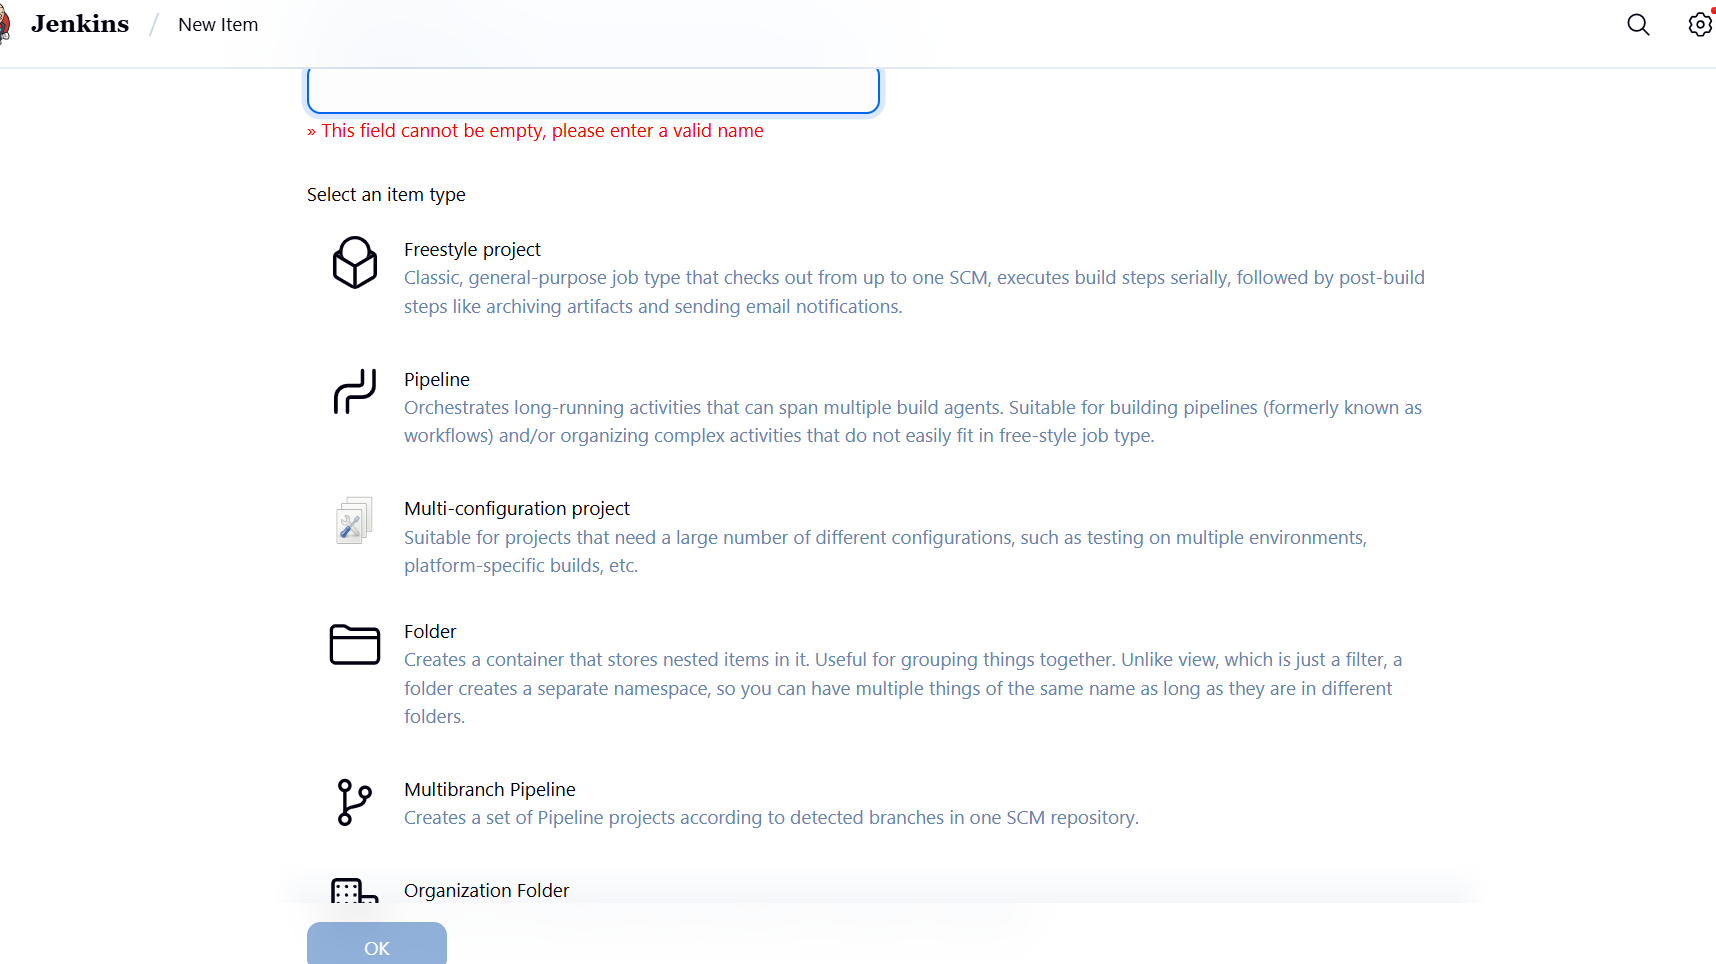 Jenkins / New Item
» This field cannot be empty, please enter a valid name
Select an item type
Freestyle project
Classic, general-purpose job type that checks out from up to one SCM, executes build steps serially, followed by post-build
steps like archiving artifacts and sending email notifications.
Pipeline
Orchestrates long-running activities that can span multiple build agents. Suitable for building pipelines (formerly known as
workflows) and/or organizing complex activities that do not easily fit in free-style job type.
Multi-configuration project
Suitable for projects that need a large number of different configurations, such as testing on multiple environments,
platform-specific builds, etc.
Folder
Creates a container that stores nested items in it. Useful for grouping things together. Unlike view, which is just a filter, a
folder creates a separate namespace, so you can have multiple things of the same name as long as they are in different
folders.
Multibranch Pipeline
Creates a set of Pipeline projects according to detected branches in one SCM repository.
Organization Folder
OK